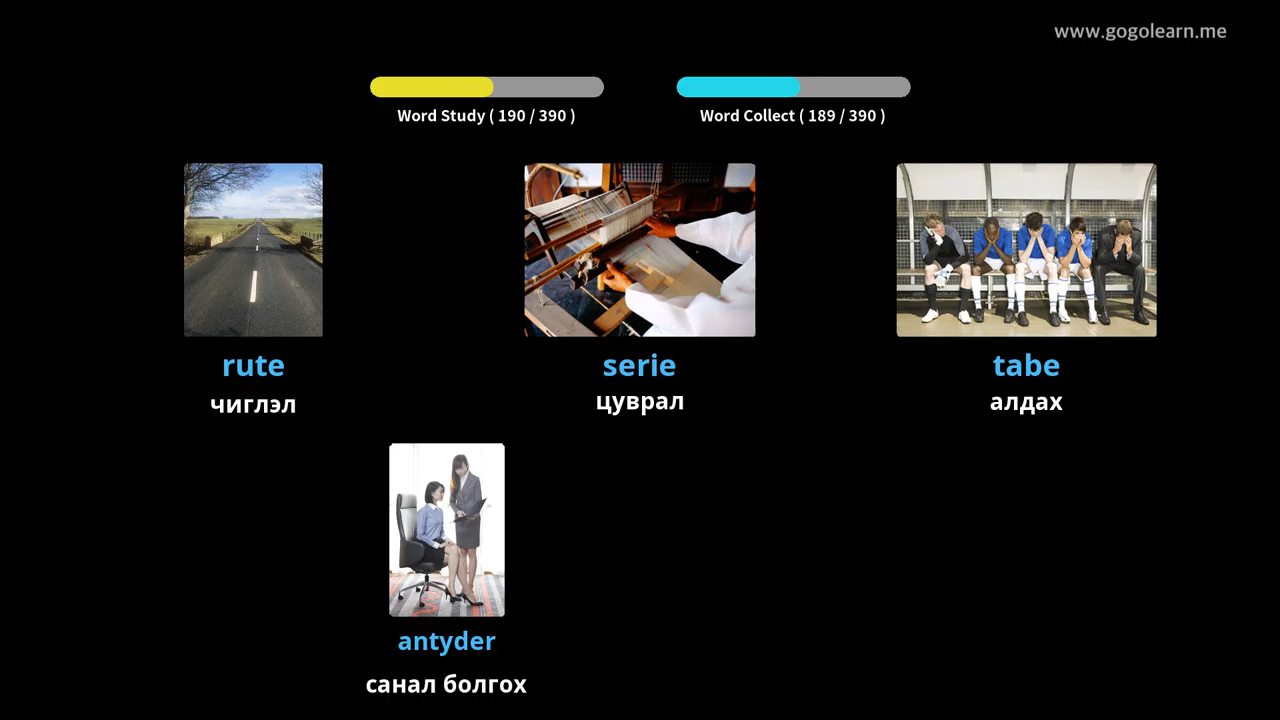 www.gogolearn.me
Word Study ( 190 / 390 )
Word Collect ( 189 / 390 )
rute
чиглэл
serie
цуврал
tabe
алдах
antyder
санал болгох